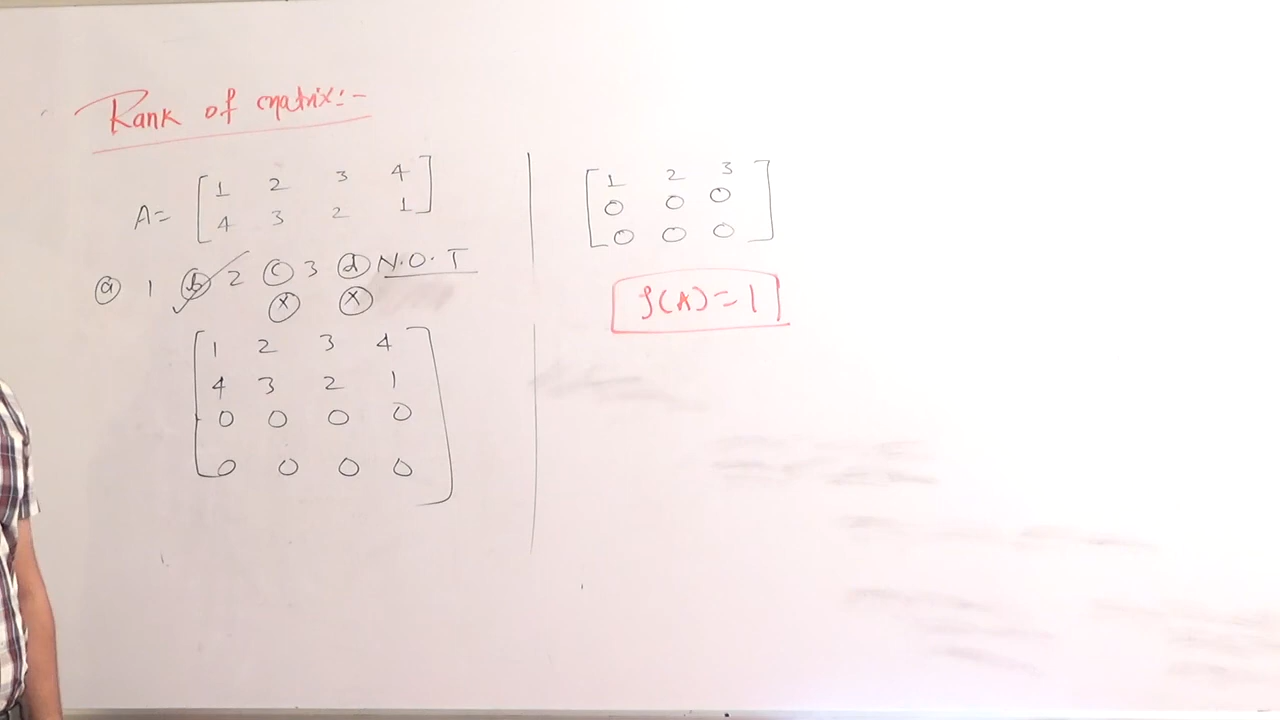 Rank of matrix:-
A= [ 1 2 3 4
4 3 2 1 ]
ⓐ 1 ⓑ 2 ⓒ 3 ⓓ N.O.T
ⓧ ⓧ
[ 1 2 3 4
4 3 2 1
0 0 0 0
0 0 0 0 ]
[ 1 2 3
0 0 0
0 0 0 ]
ρ(A)=1